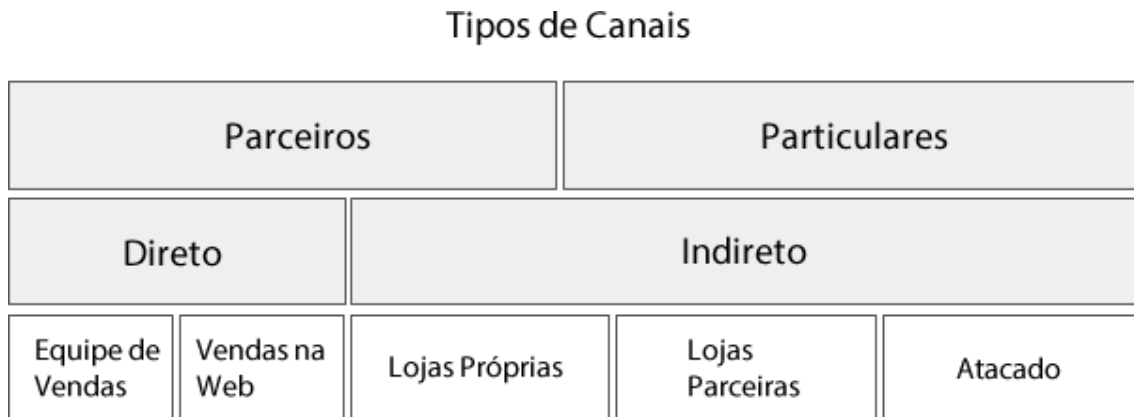 Tipos de Canais
Parceiros
Particulares
Direto
Indireto
Equipe de
Vendas
Vendas na
Web
Lojas Próprias
Lojas
Parceiras
Atacado